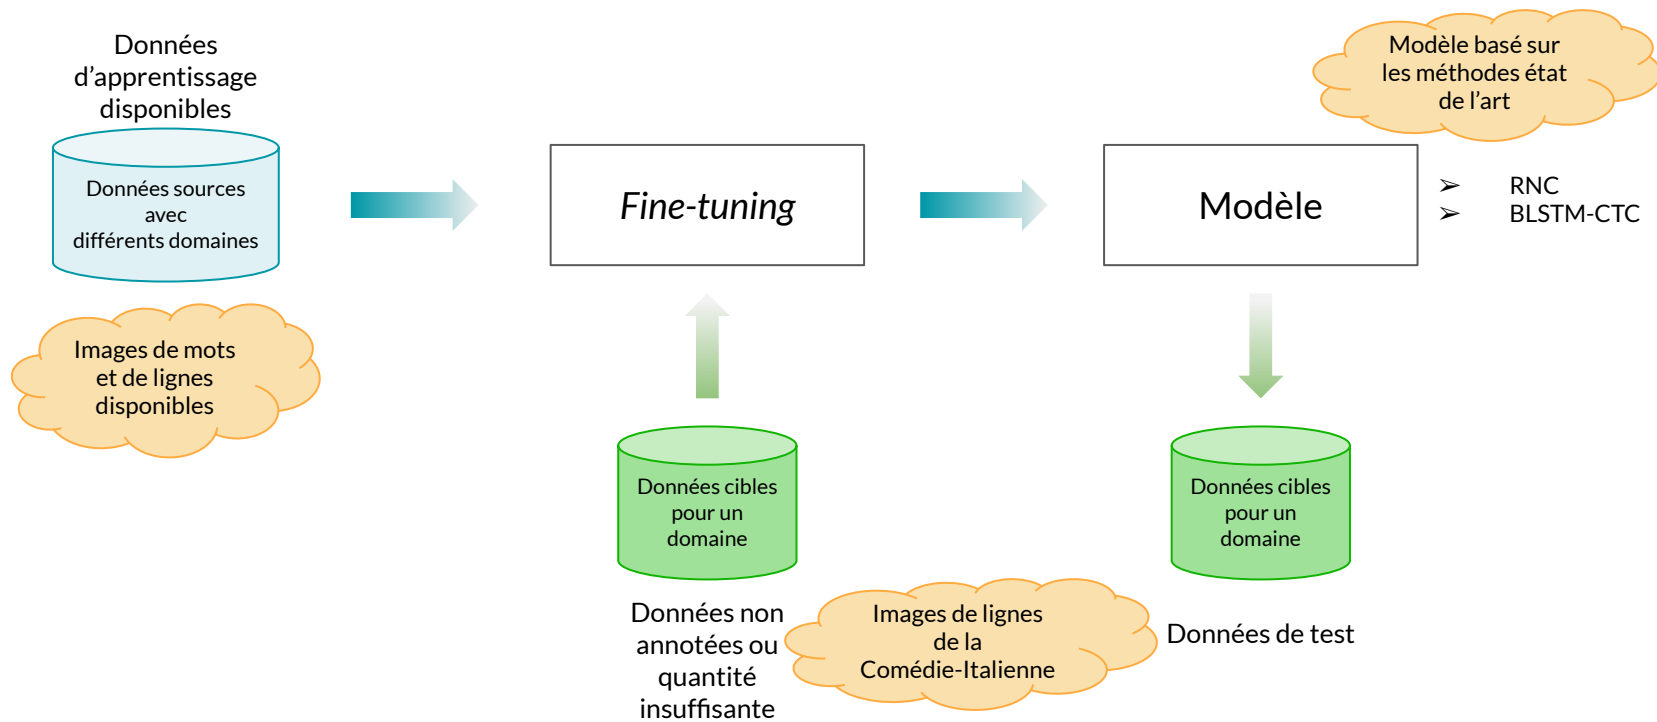 Données
d'apprentissage
disponibles
Données sources
avec
différents domaines
Images de mots
et de lignes
disponibles
Fine-tuning
Données cibles
pour un
domaine
Données non
annotées ou
quantité
insuffisante
Images de lignes
de la
Comédie-Italienne
Modèle basé sur
les méthodes état
de l'art
Modèle
➢ RNC
➢ BLSTM-CTC
Données cibles
pour un
domaine
Données de test